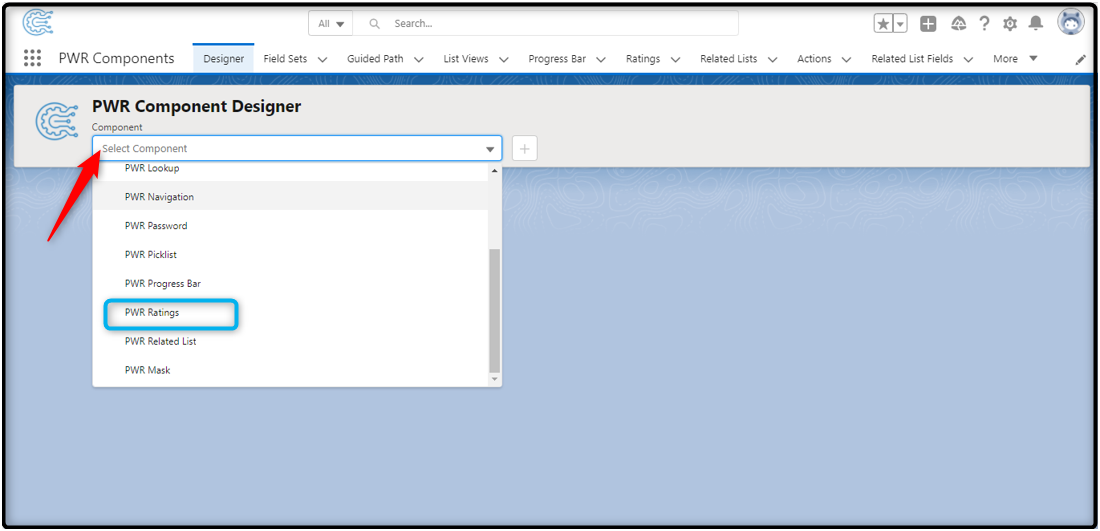 All
Search...
PWR Components
Designer
Field Sets
Guided Path
List Views
Progress Bar
Ratings
Related Lists
Actions
Related List Fields
More
PWR Component Designer
Component
Select Component
PWR Lookup
PWR Navigation
PWR Password
PWR Picklist
PWR Progress Bar
PWR Ratings
PWR Related List
PWR Mask